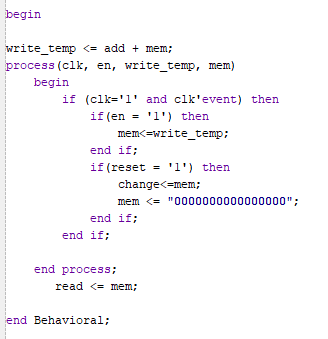 begin
write_temp <= add + mem;
process(clk, en, write_temp, mem)
begin
if (clk='1' and clk'event) then
if(en = '1') then
mem<=write_temp;
end if;
if(reset = '1') then
change<=mem;
mem <= "0000000000000000";
end if;
end if;
end process;
read <= mem;
end Behavioral;